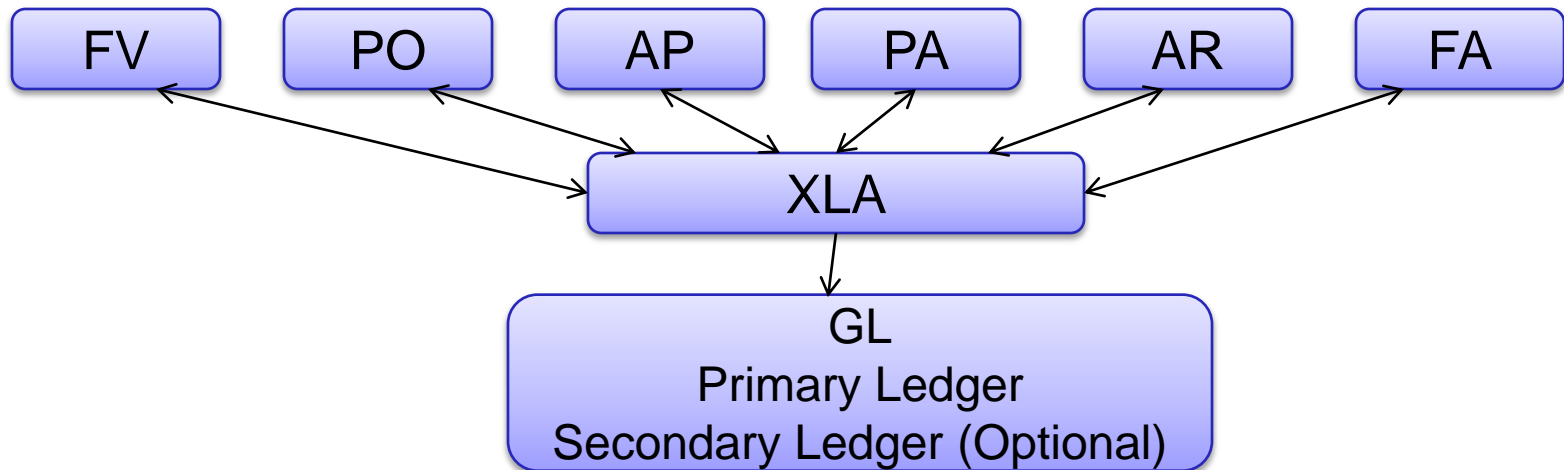 FV
PO
AP
PA
AR
FA
XLA
GL
Primary Ledger
Secondary Ledger (Optional)